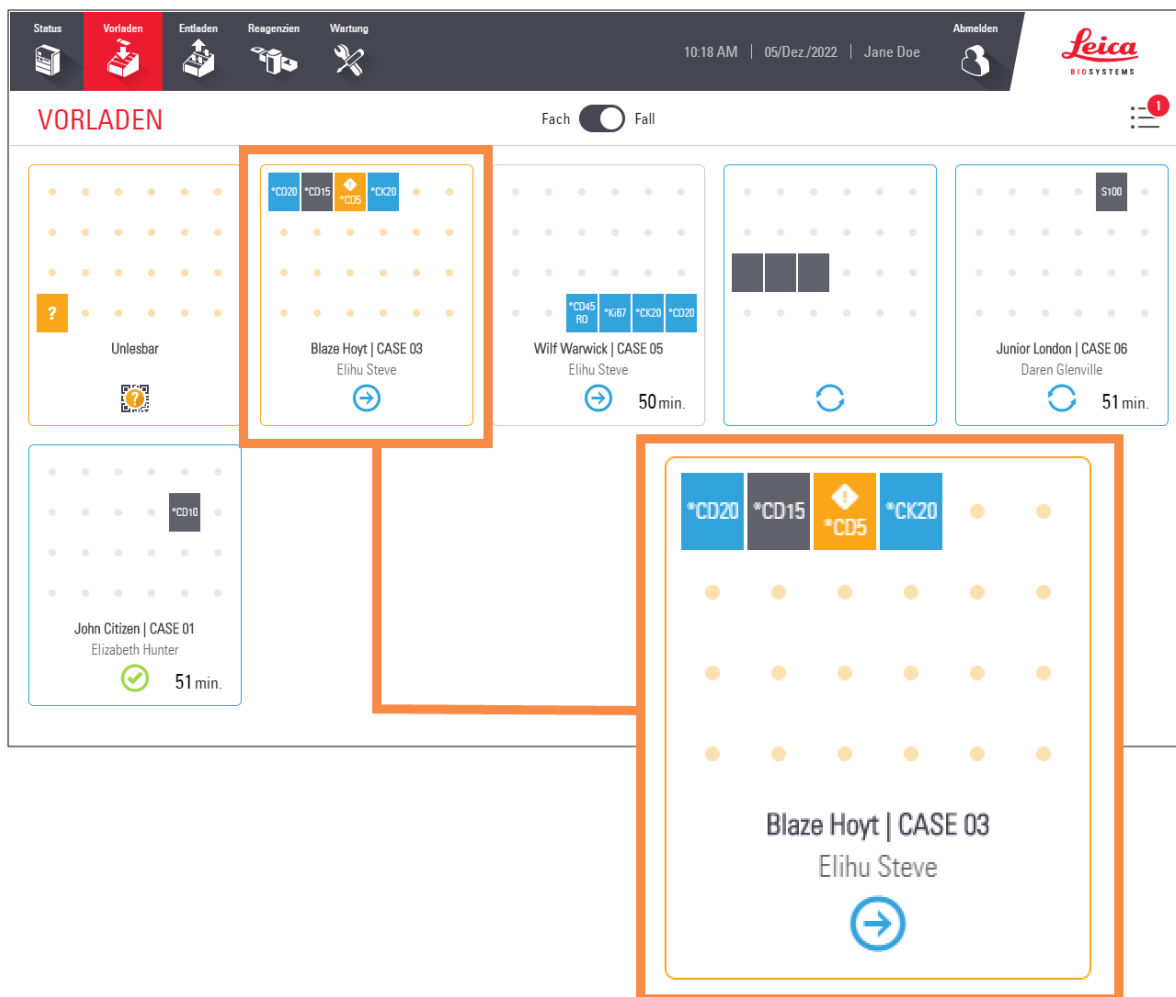 Status Vorladen Entladen Reagenzien Wartung Abmelden
10:18 AM | 05/Dez./2022 | Jane Doe
Leica
BIOSYSTEMS
VORLADEN
Fach Fall
1
?
Unlesbar
?
*CD20 *CD15 *CD5 *CK20
Blaze Hoyt | CASE 03
Elihu Steve
*CD45 RO *Ki67 *CK20 *CD20
Wilf Warwick | CASE 05
Elihu Steve
50 min.
S100
Junior London | CASE 06
Daren Glenville
51 min.
*CD10
John Citizen | CASE 01
Elizabeth Hunter
51 min.
*CD20 *CD15 *CD5 *CK20
Blaze Hoyt | CASE 03
Elihu Steve